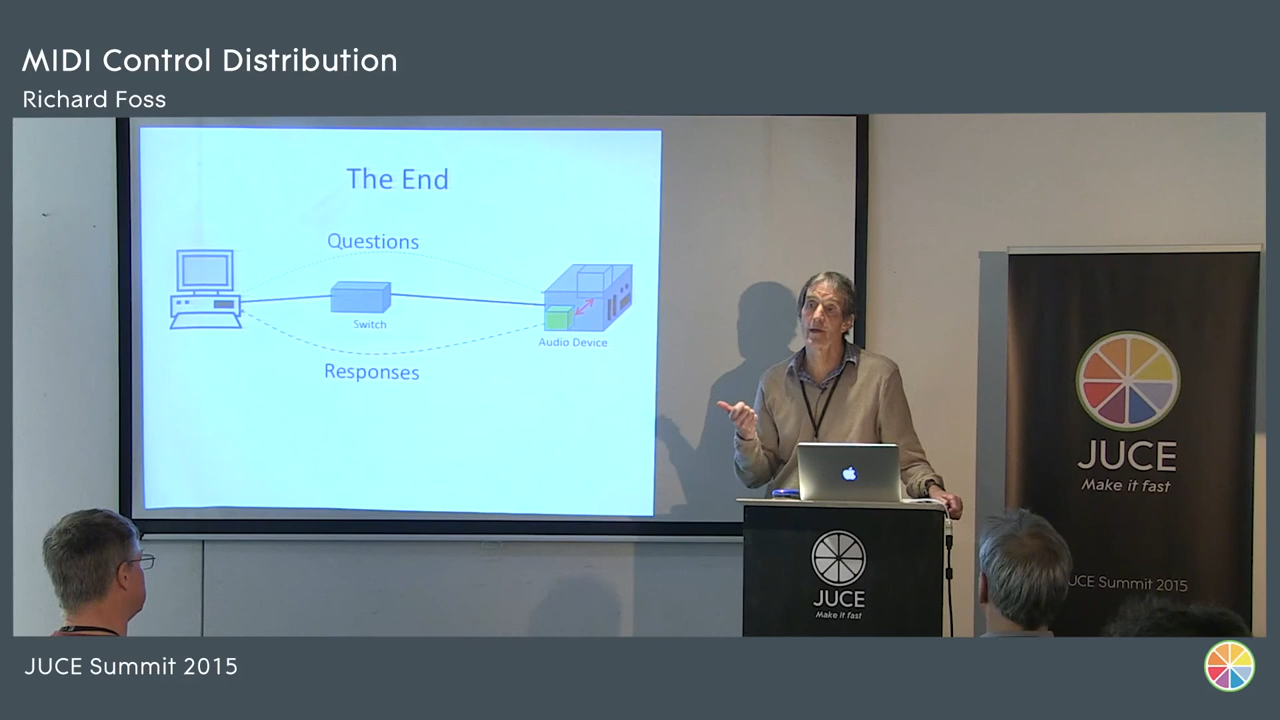 MIDI Control Distribution
Richard Foss
The End
Questions
Switch
Audio Device
Responses
JUCE
Make it fast
JUCE Summit 2015
JUCE
Make it fast
JUCE Summit 2015